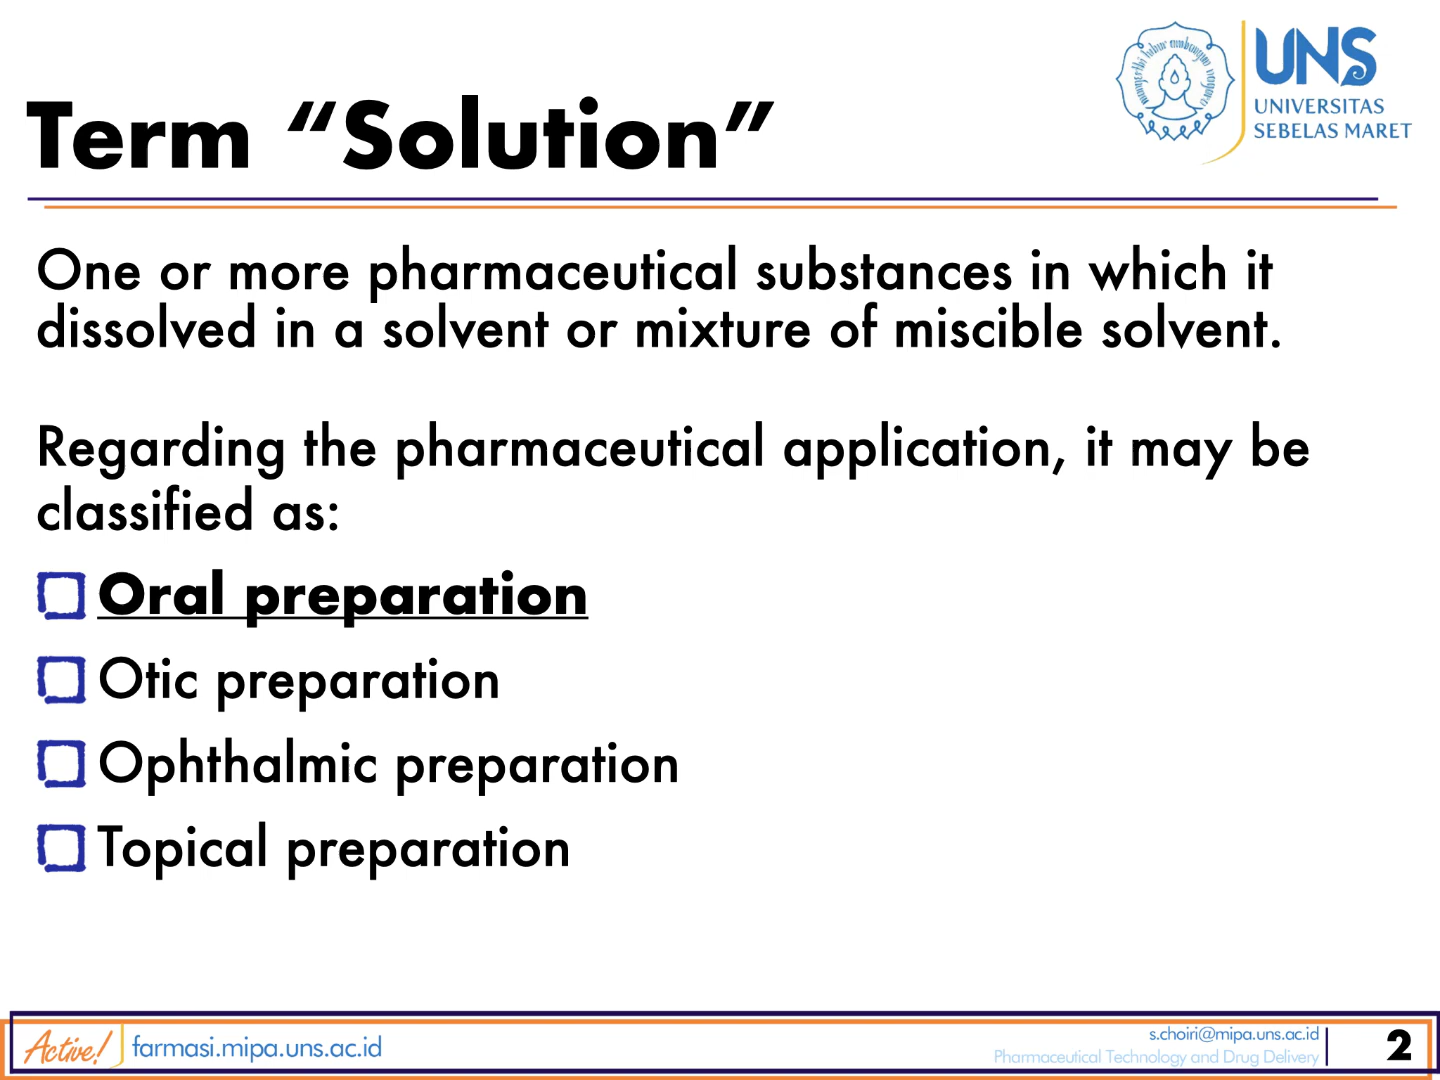 UNS
UNIVERSITAS
SEBELAS MARET
Term “Solution”
One or more pharmaceutical substances in which it
dissolved in a solvent or mixture of miscible solvent.
Regarding the pharmaceutical application, it may be
classified as:
Oral preparation
Otic preparation
Ophthalmic preparation
Topical preparation
Active!
farmasi.mipa.uns.ac.id
s.choiri@mipa.uns.ac.id
Pharmaceutical Technology and Drug Delivery
2